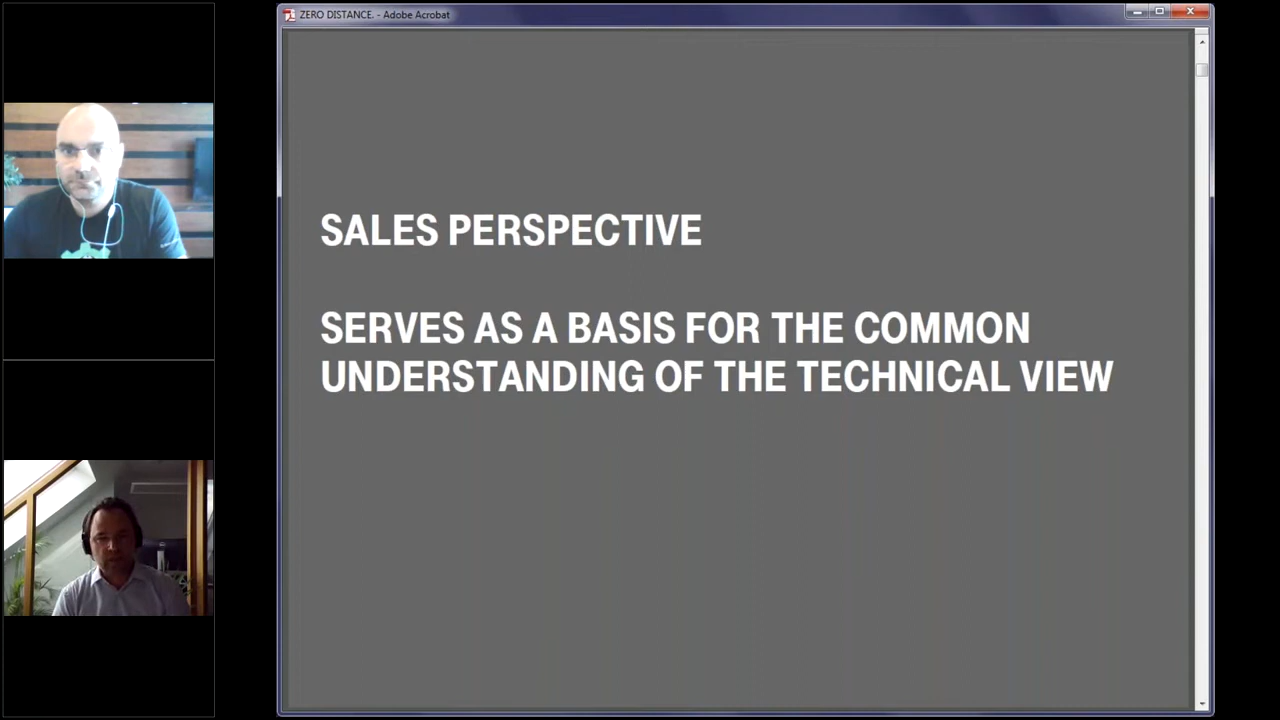 ZERO DISTANCE. - Adobe Acrobat
SALES PERSPECTIVE
SERVES AS A BASIS FOR THE COMMON
UNDERSTANDING OF THE TECHNICAL VIEW